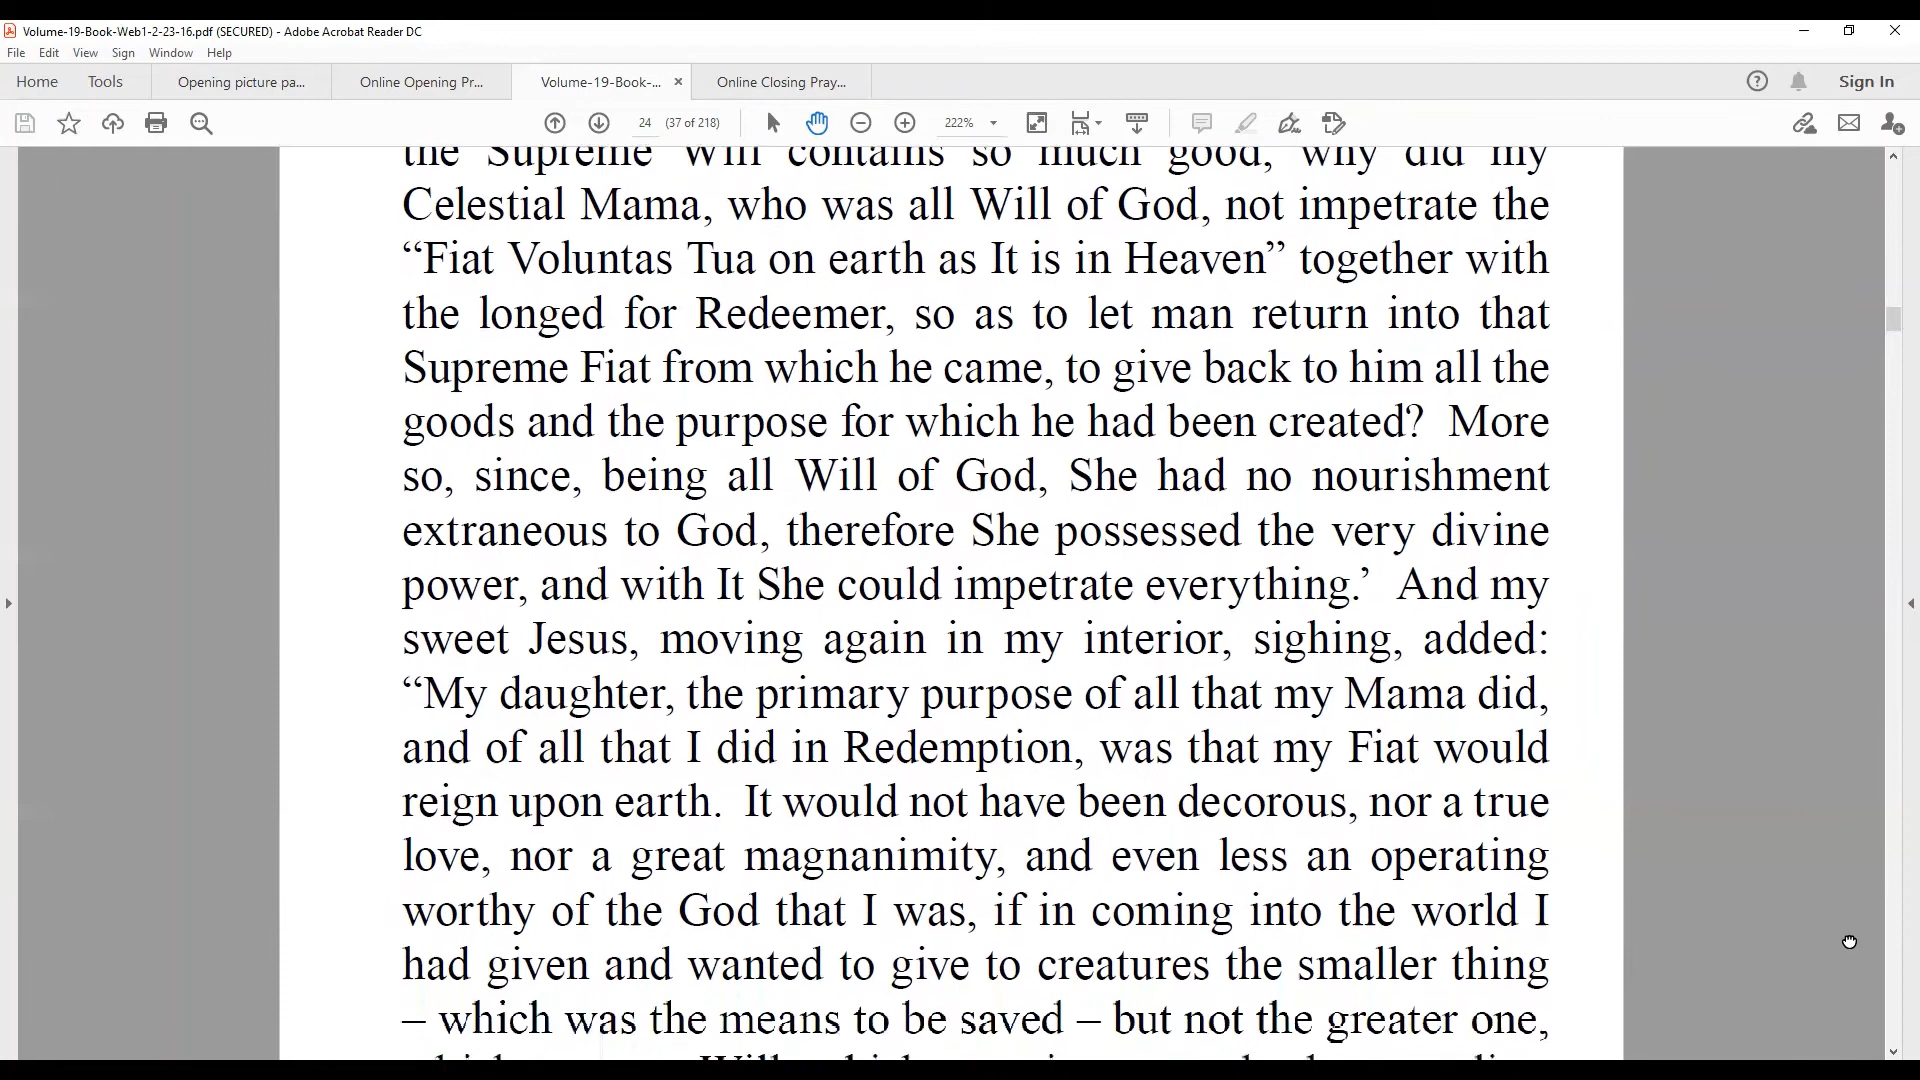 Volume-19-Book-Web1-2-23-16.pdf (SECURED) - Adobe Acrobat Reader DC
File Edit View Sign Window Help
Home Tools Opening picture pa... Online Opening Pr... Volume-19-Book-... Online Closing Pray... Sign In
24 (37 of 218) 222%
the Supreme Will contains so much good, why did my
Celestial Mama, who was all Will of God, not impetrate the
“Fiat Voluntas Tua on earth as It is in Heaven” together with
the longed for Redeemer, so as to let man return into that
Supreme Fiat from which he came, to give back to him all the
goods and the purpose for which he had been created?  More
so, since, being all Will of God, She had no nourishment
extraneous to God, therefore She possessed the very divine
power, and with It She could impetrate everything.’  And my
sweet Jesus, moving again in my interior, sighing, added:
“My daughter, the primary purpose of all that my Mama did,
and of all that I did in Redemption, was that my Fiat would
reign upon earth.  It would not have been decorous, nor a true
love, nor a great magnanimity, and even less an operating
worthy of the God that I was, if in coming into the world I
had given and wanted to give to creatures the smaller thing
– which was the means to be saved – but not the greater one,